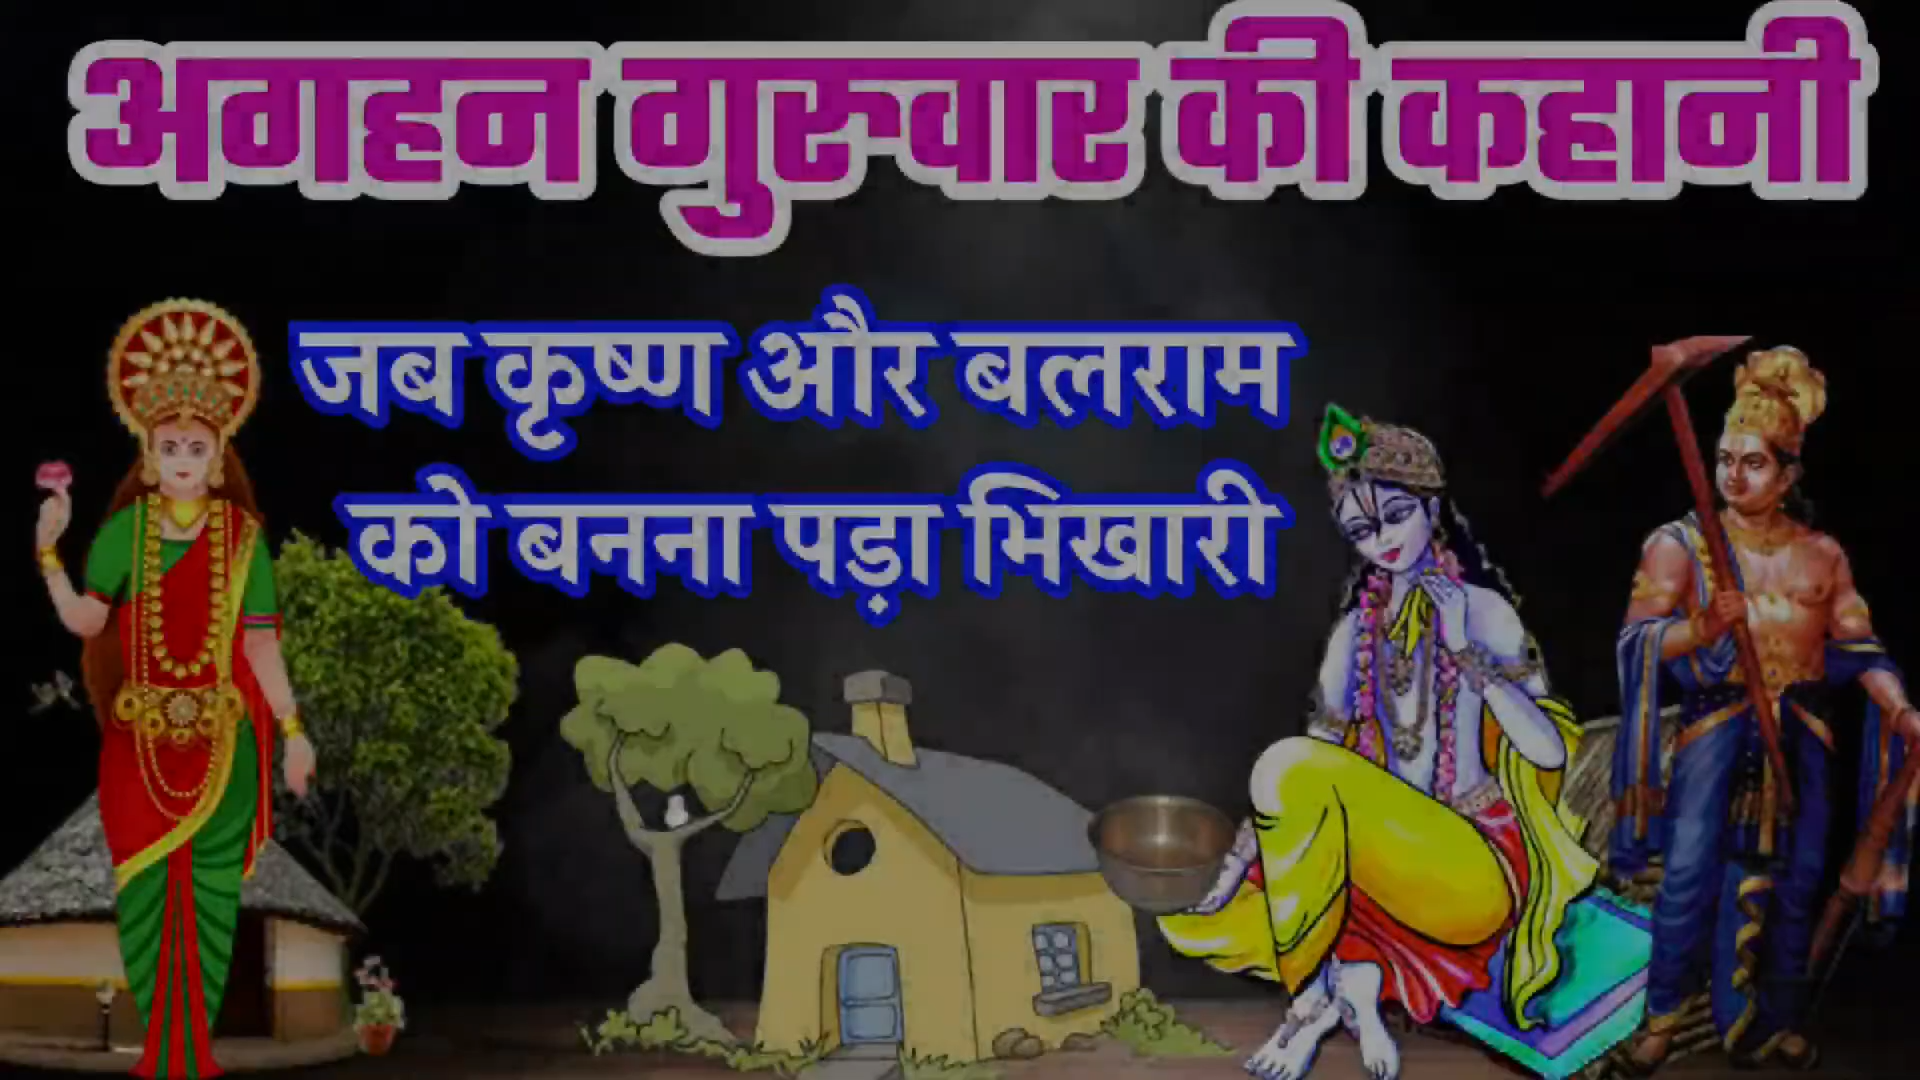 अगहन गुरुवार की कहानी
जब कृष्ण और बलराम
को बनना पड़ा भिखारी